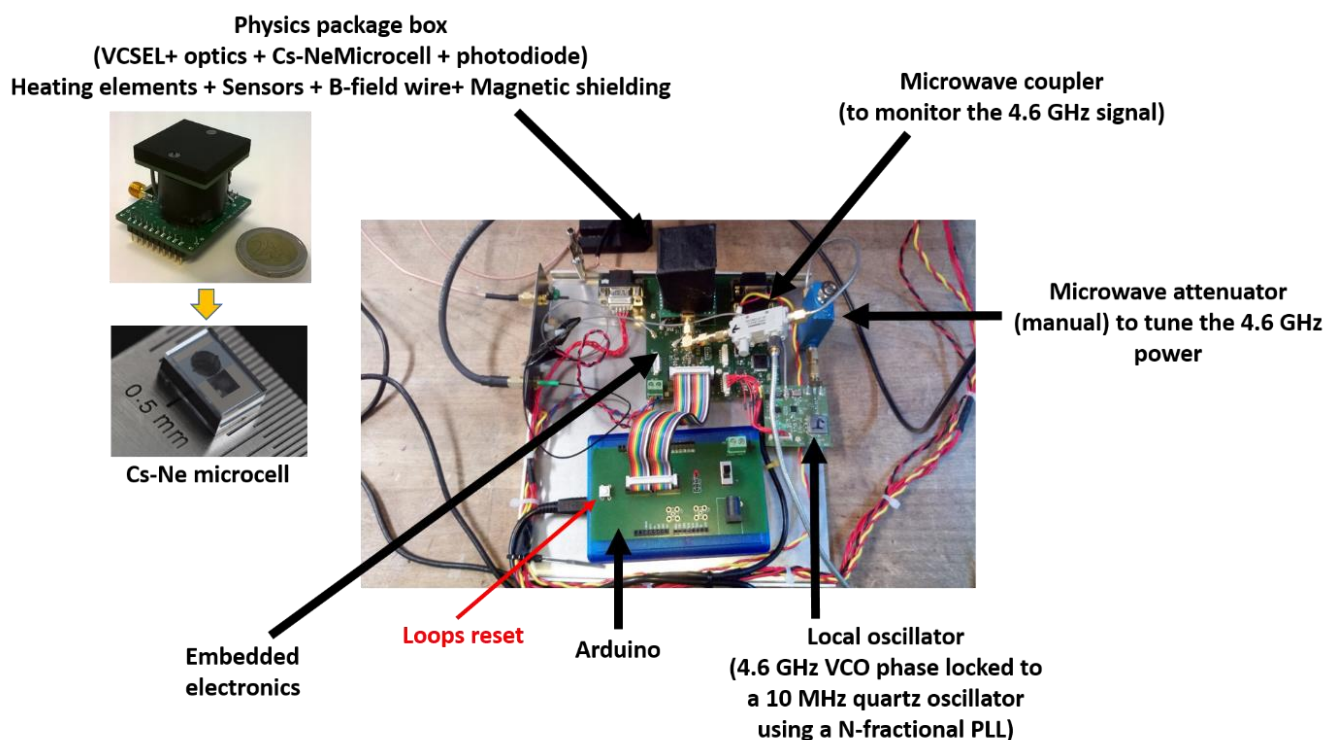 Physics package box
(VCSEL+ optics + Cs-NeMicrocell + photodiode)
Heating elements + Sensors + B-field wire+ Magnetic shielding
Microwave coupler
(to monitor the 4.6 GHz signal)
Microwave attenuator
(manual) to tune the 4.6 GHz
power
0.5 mm
Cs-Ne microcell
Loops reset
Embedded
electronics
Arduino
Local oscillator
(4.6 GHz VCO phase locked to
a 10 MHz quartz oscillator
using a N-fractional PLL)